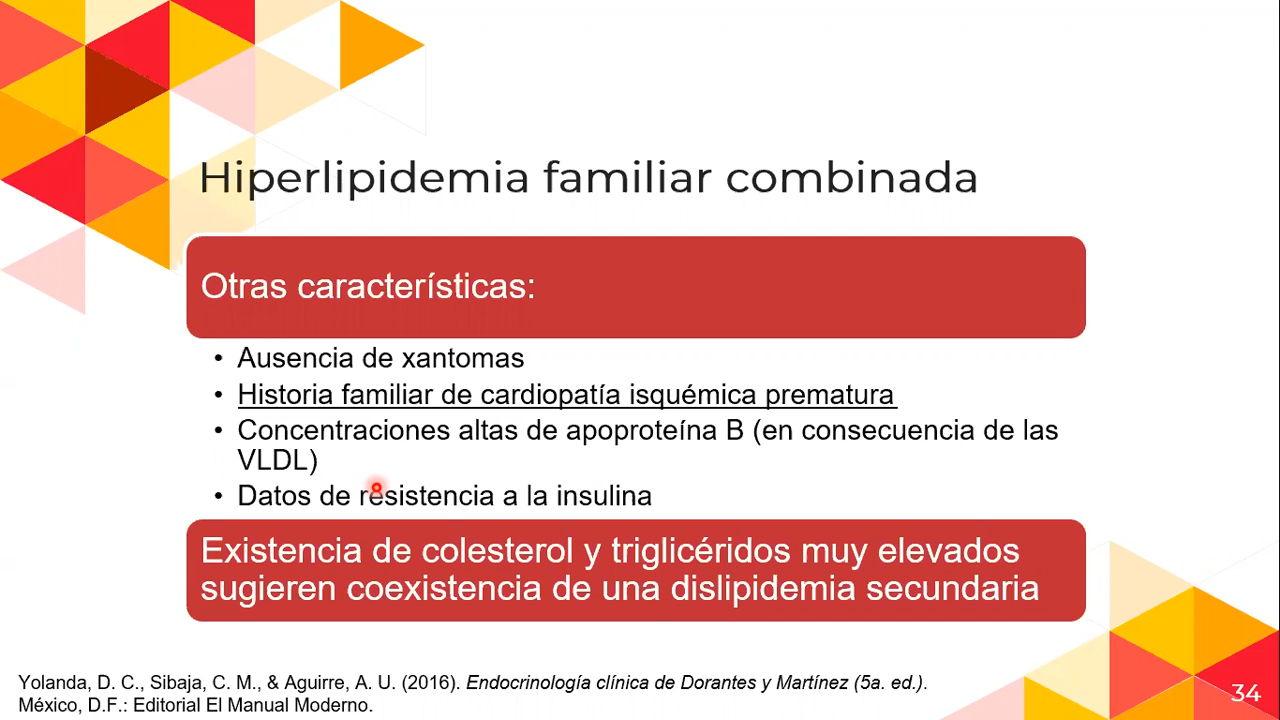 Hiperlipidemia familiar combinada
Otras características:
• Ausencia de xantomas
• Historia familiar de cardiopatía isquémica prematura
• Concentraciones altas de apoproteína B (en consecuencia de las
VLDL)
• Datos de resistencia a la insulina
Existencia de colesterol y triglicéridos muy elevados
sugieren coexistencia de una dislipidemia secundaria
Yolanda, D. C., Sibaja, C. M., & Aguirre, A. U. (2016). Endocrinología clínica de Dorantes y Martínez (5a. ed.).
México, D.F.: Editorial El Manual Moderno.
34